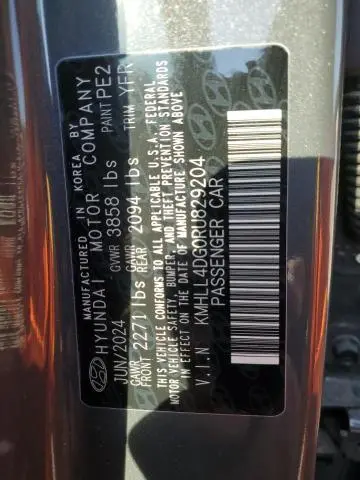 MANUFACTURED IN KOREA BY
HYUNDAI MOTOR COMPANY
JUN/2024 GVWR 3858 lbs PAINT PE2
GAWR FRONT 2271 lbs GAWR REAR 2094 lbs TRIM YFR
THIS VEHICLE CONFORMS TO ALL APPLICABLE U.S.A. FEDERAL
MOTOR VEHICLE SAFETY, BUMPER, AND THEFT PREVENTION STANDARDS
IN EFFECT ON THE DATE OF MANUFACTURE SHOWN ABOVE
V.I.N KMHLL4DG0RU829204
PASSENGER CAR